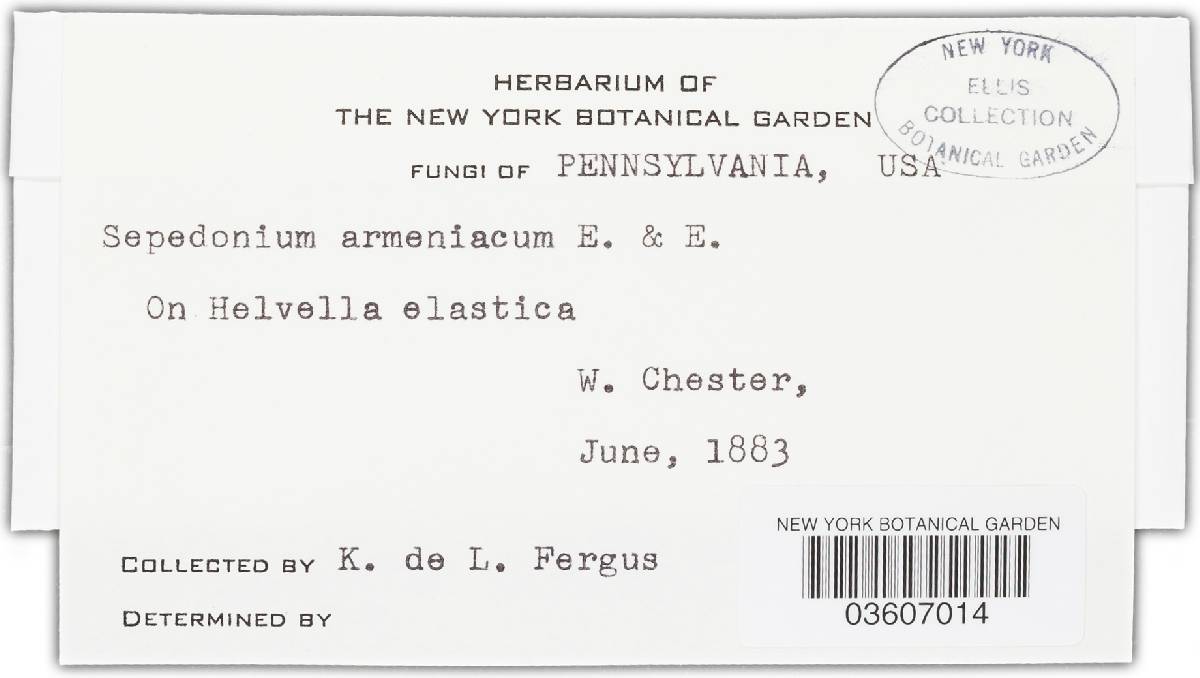 HERBARIUM OF
THE NEW YORK BOTANICAL GARDEN
FUNGI OF PENNSYLVANIA, USA
NEW YORK
ELLIS
COLLECTION
BOTANICAL GARDEN
Sepedonium armeniacum E. & E.
On Helvella elastica
W. Chester,
June, 1883
COLLECTED BY K. de L. Fergus
DETERMINED BY
NEW YORK BOTANICAL GARDEN
03607014